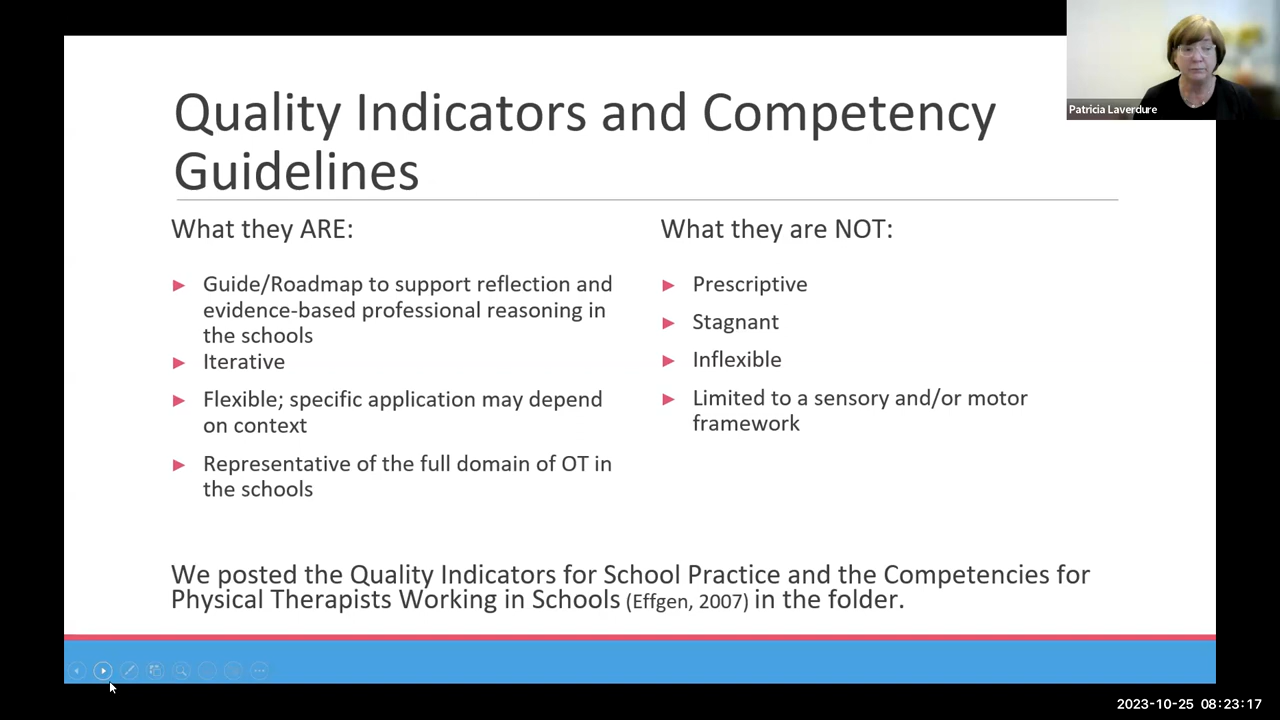 Quality Indicators and Competency
Guidelines
What they ARE:
Guide/Roadmap to support reflection and
evidence-based professional reasoning in
the schools
Iterative
Flexible; specific application may depend
on context
Representative of the full domain of OT in
the schools
What they are NOT:
Prescriptive
Stagnant
Inflexible
Limited to a sensory and/or motor
framework
We posted the Quality Indicators for School Practice and the Competencies for
Physical Therapists Working in Schools (Effgen, 2007) in the folder.
Patricia Laverdure
2023-10-25 08:23:17